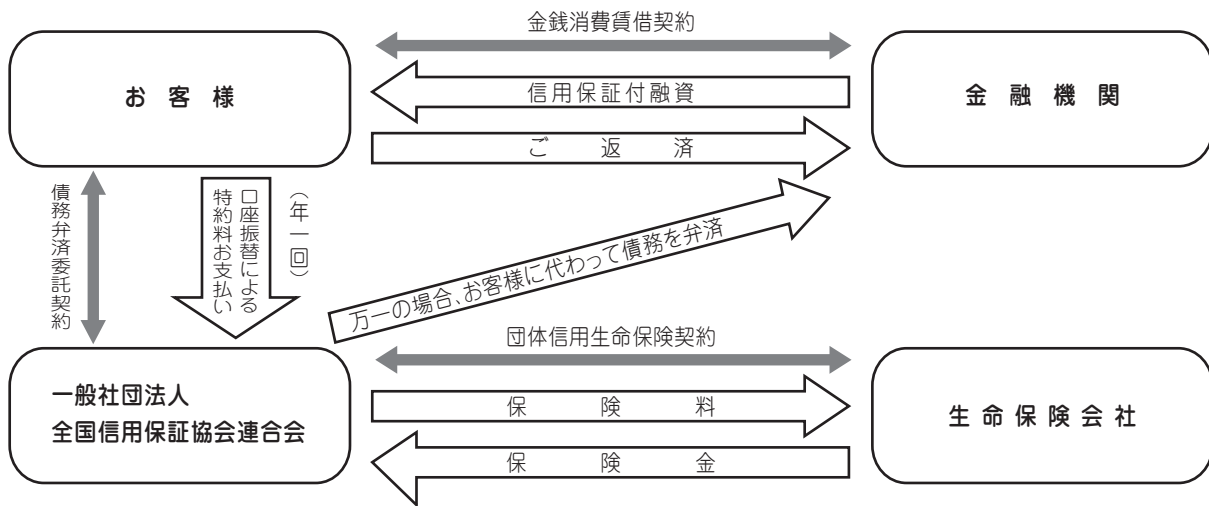 金銭消費賃借契約
お客様
信用保証付融資
金融機関
ご返済
債務弁済委託契約
(年一回)
口座振替による
特約料お支払い
万一の場合、お客様に代わって債務を弁済
団体信用生命保険契約
一般社団法人
全国信用保証協会連合会
保険料
生命保険会社
保険金